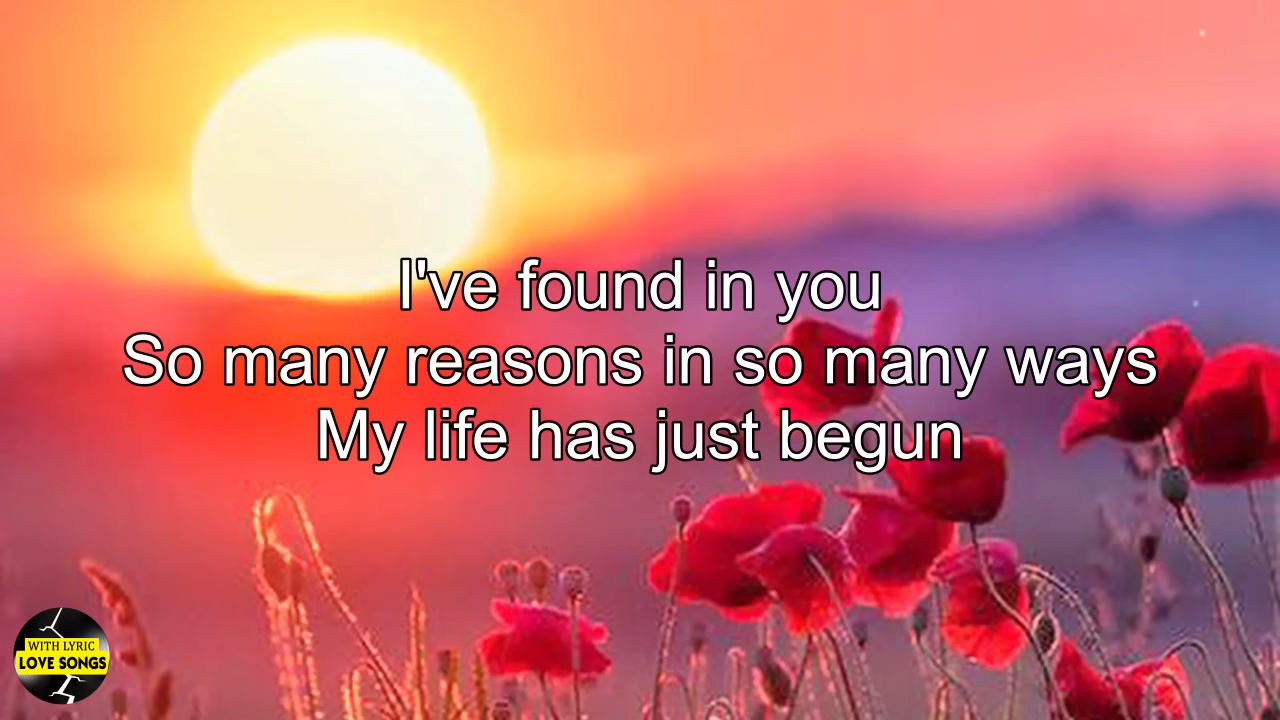 I've found in you
So many reasons in so many ways
My life has just begun
WITH LYRIC
LOVE SONGS